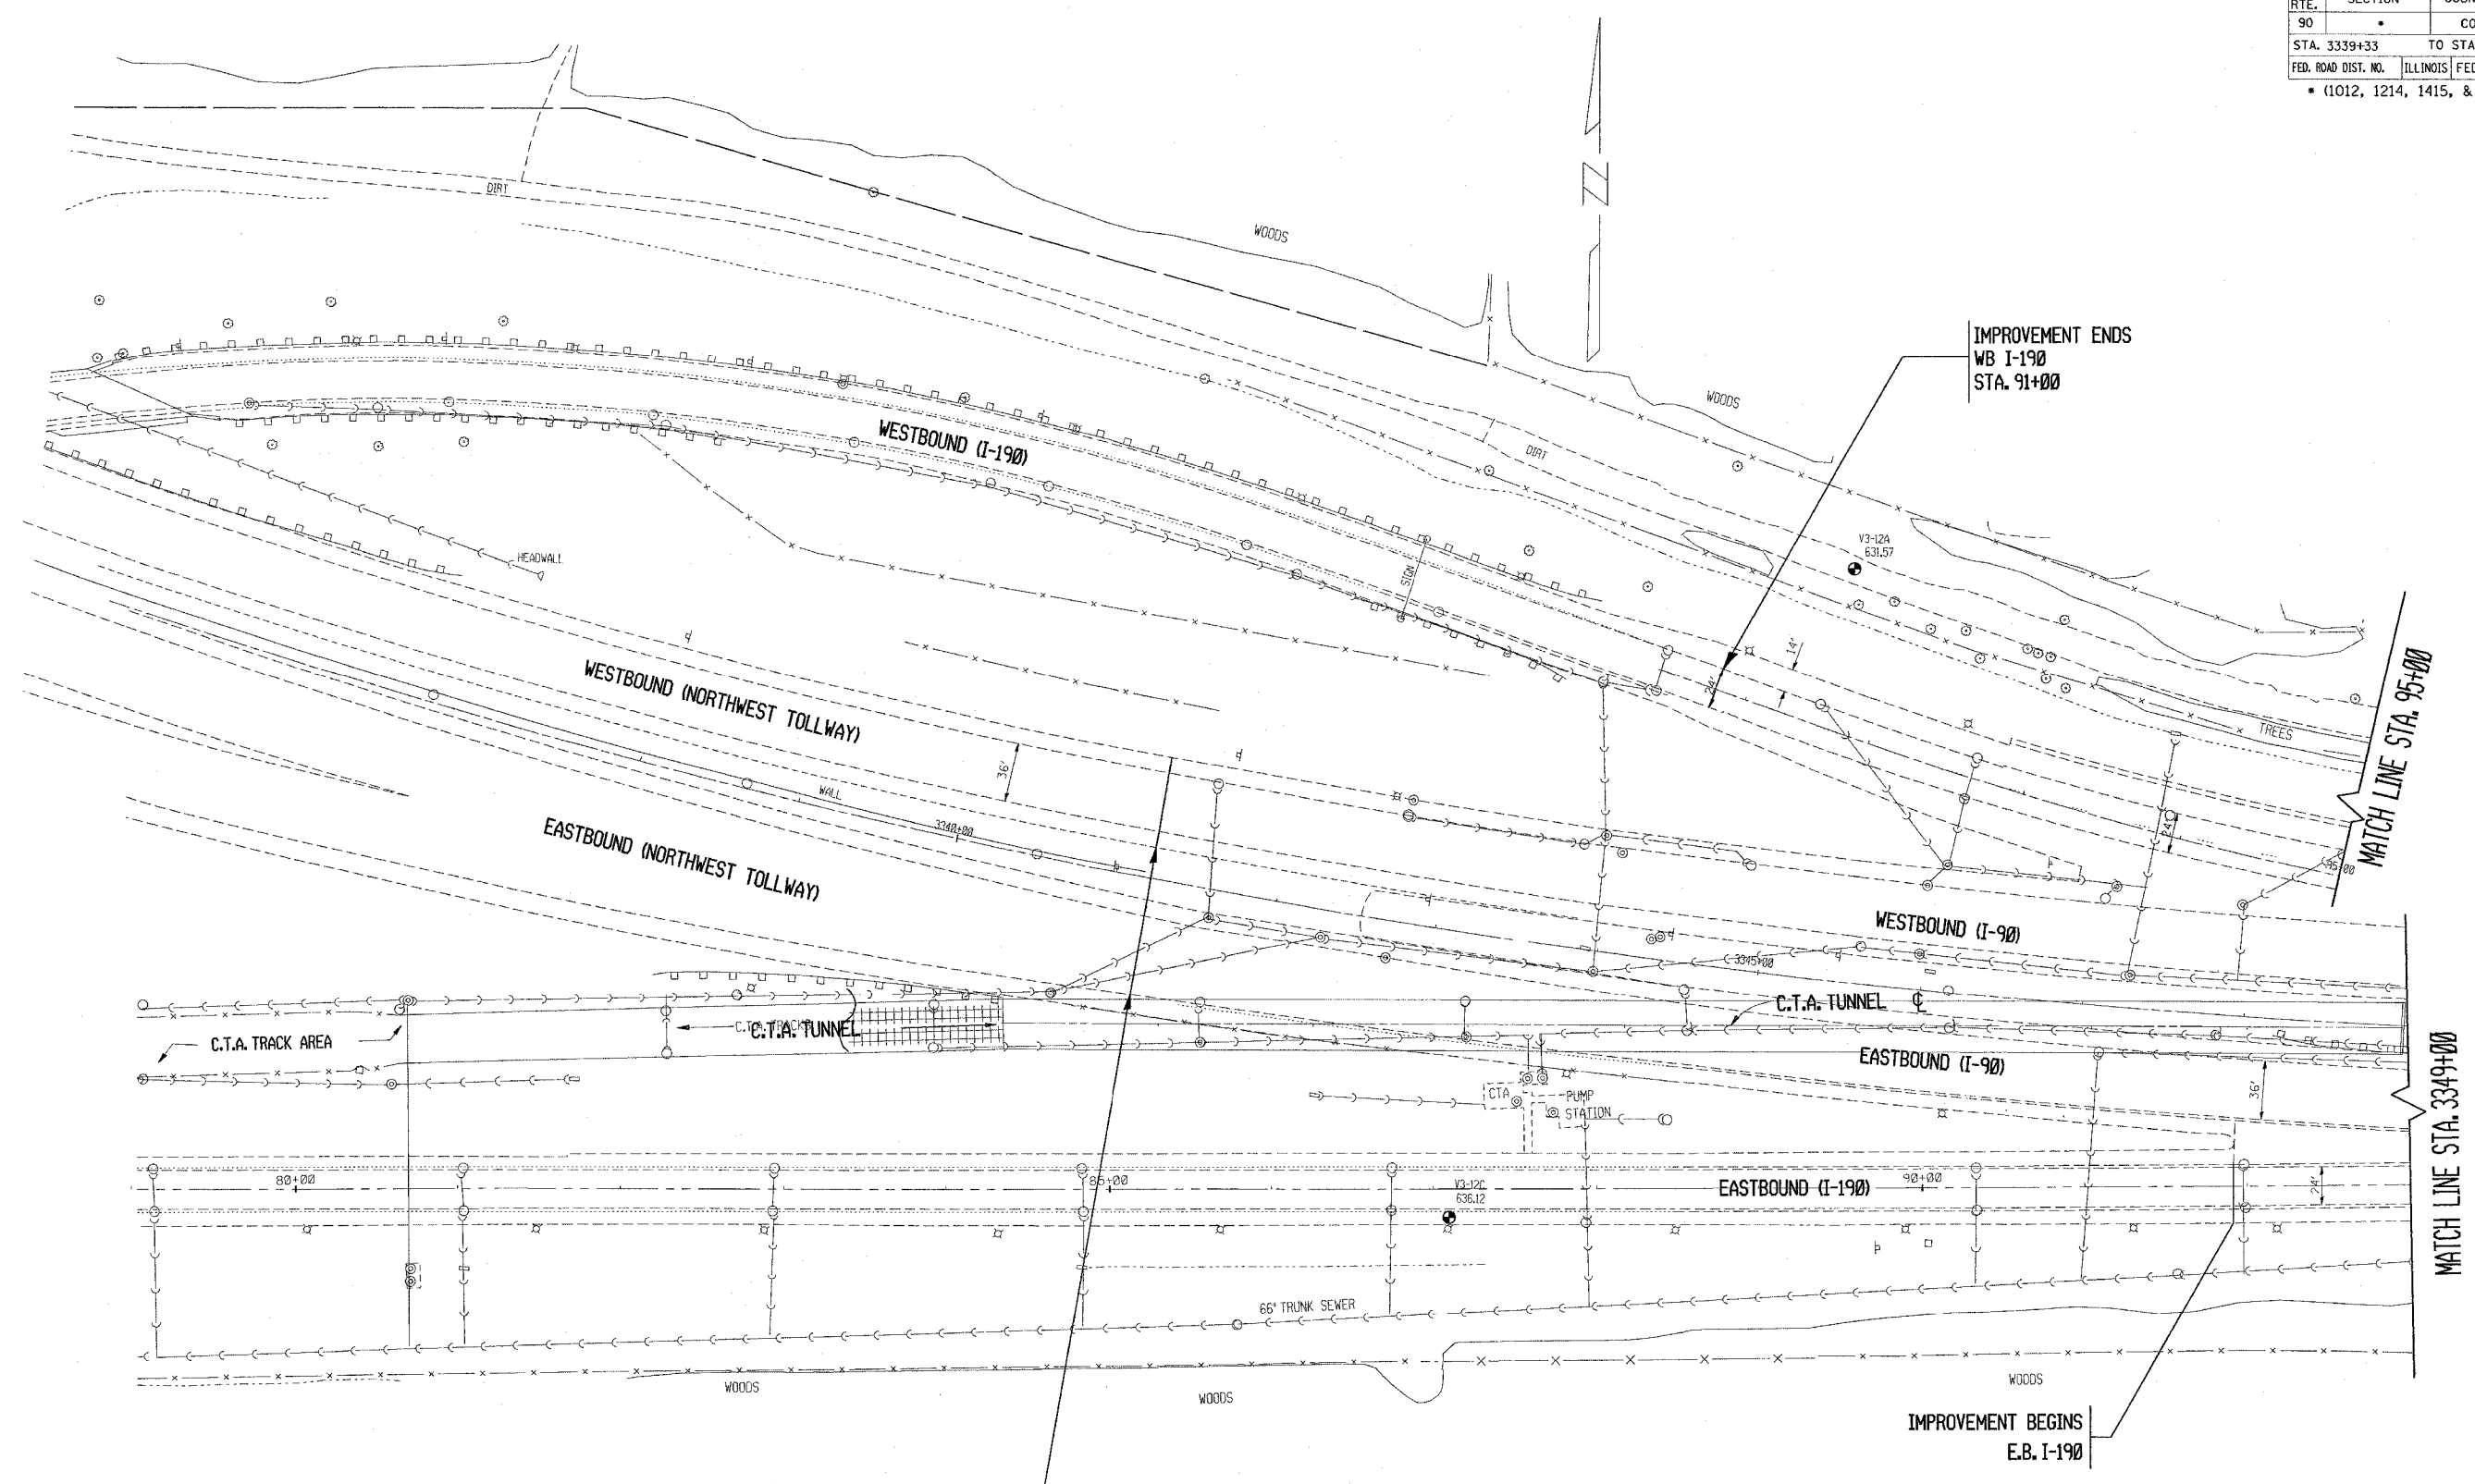 RTE.
90 • CO
STA. 3339+33 TO STA
FED. ROAD DIST. NO. ILLINOIS FED
* (1012, 1214, 1415, &
DIRT
WOODS
IMPROVEMENT ENDS
WB I-190
STA. 91+00
WOODS
WESTBOUND (I-190)
DIRT
V3-12A
631.57
HEADWALL
SIGN
14'
24'
MATCH LINE STA. 95+00
WESTBOUND (NORTHWEST TOLLWAY)
TREES
36'
WALL
24'
3340+00
EASTBOUND (NORTHWEST TOLLWAY)
95+00
WESTBOUND (I-90)
3345+00
C.T.A. TUNNEL ℄
C.T.A. TRACKS
C.T.A. TUNNEL
C.T.A. TRACK AREA
EASTBOUND (I-90)
36'
CTA
PUMP
STATION
MATCH LINE STA. 3349+00
80+00
85+00
V3-12C
636.12
EASTBOUND (I-190)
90+00
24'
66" TRUNK SEWER
WOODS
WOODS
WOODS
IMPROVEMENT BEGINS
E.B. I-190